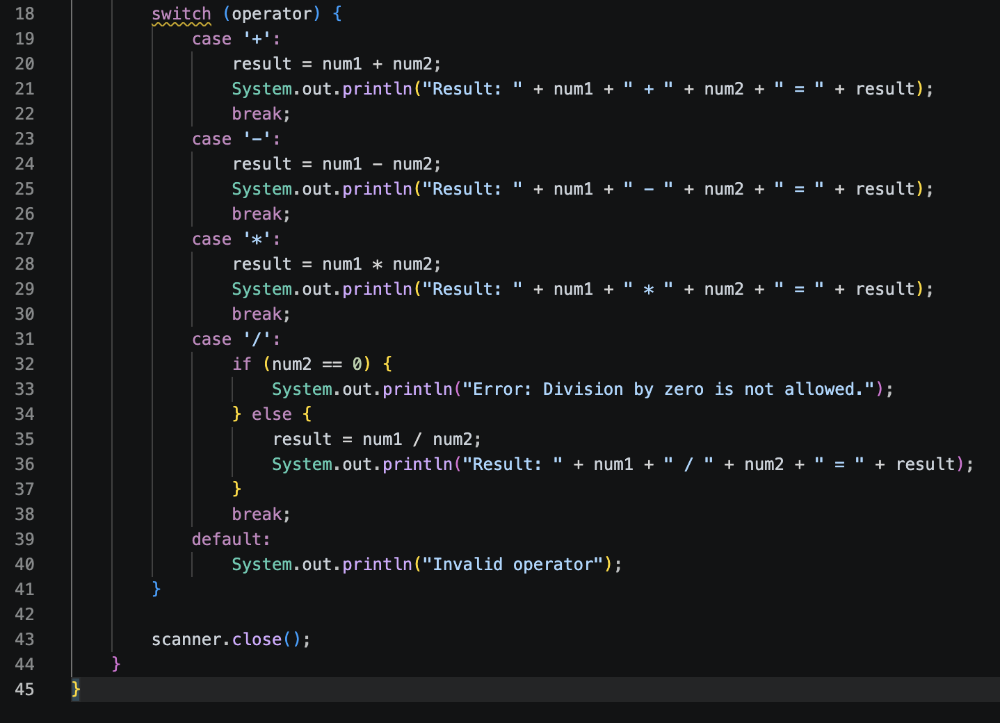 18 switch (operator) {
19 case '+':
20 result = num1 + num2;
21 System.out.println("Result: " + num1 + " + " + num2 + " = " + result);
22 break;
23 case '-':
24 result = num1 - num2;
25 System.out.println("Result: " + num1 + " - " + num2 + " = " + result);
26 break;
27 case '*':
28 result = num1 * num2;
29 System.out.println("Result: " + num1 + " * " + num2 + " = " + result);
30 break;
31 case '/':
32 if (num2 == 0) {
33 System.out.println("Error: Division by zero is not allowed.");
34 } else {
35 result = num1 / num2;
36 System.out.println("Result: " + num1 + " / " + num2 + " = " + result);
37 }
38 break;
39 default:
40 System.out.println("Invalid operator");
41 }
42
43 scanner.close();
44 }
45 }